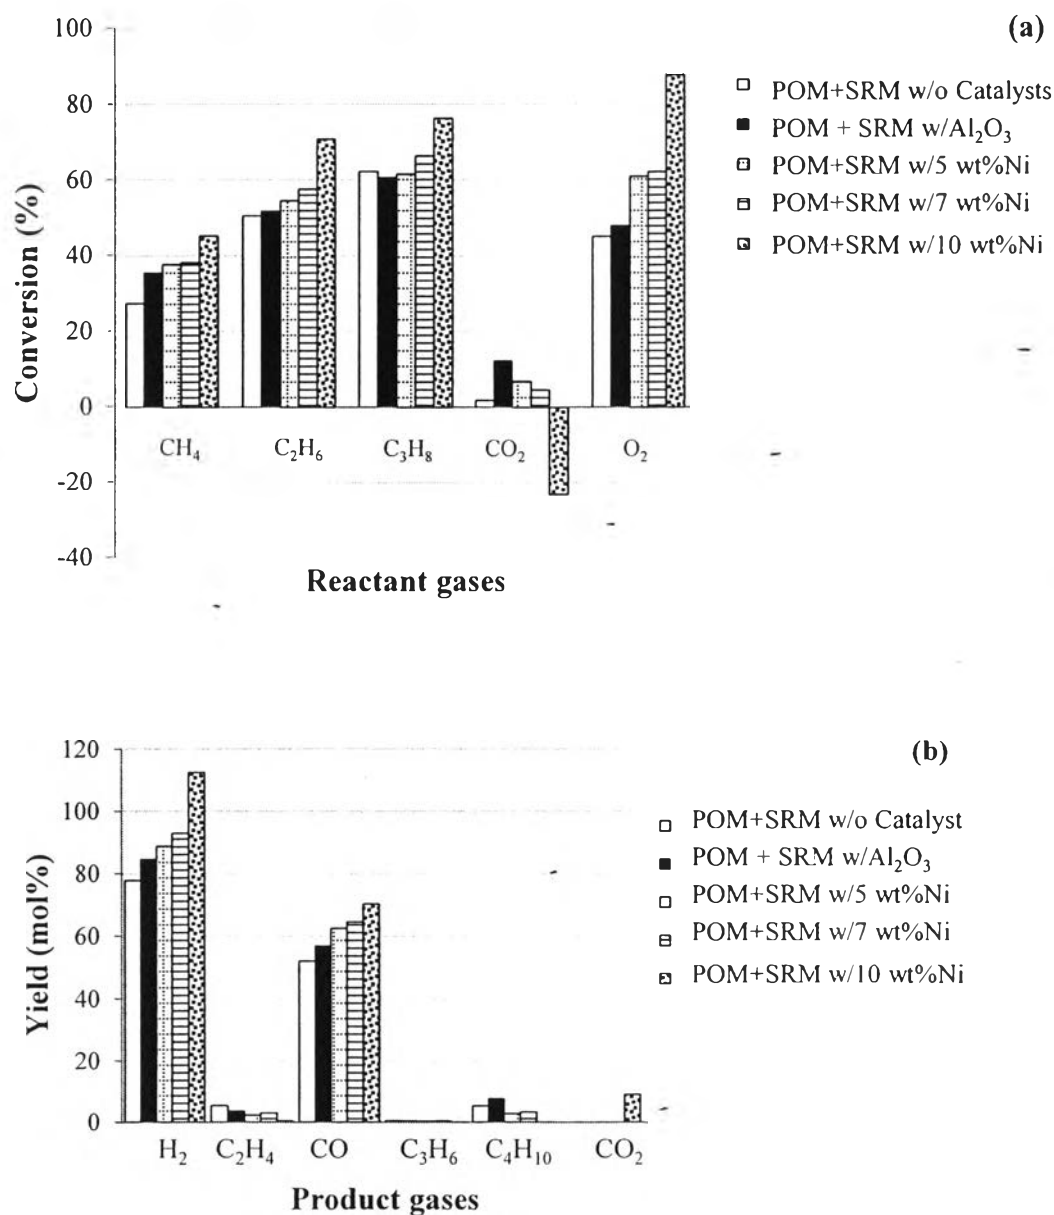 (a)
100
80
60
40
20
0
-20
-40
Conversion (%)
CH₄ C₂H₆ C₃H₈ CO₂ O₂
Reactant gases
POM+SRM w/o Catalysts
POM + SRM w/Al₂O₃
POM+SRM w/5 wt%Ni
POM+SRM w/7 wt%Ni
POM+SRM w/10 wt%Ni
(b)
120
100
80
60
40
20
0
Yield (mol%)
H₂ C₂H₄ CO C₃H₆ C₄H₁₀ CO₂
Product gases
POM+SRM w/o Catalyst
POM + SRM w/Al₂O₃
POM+SRM w/5 wt%Ni
POM+SRM w/7 wt%Ni
POM+SRM w/10 wt%Ni